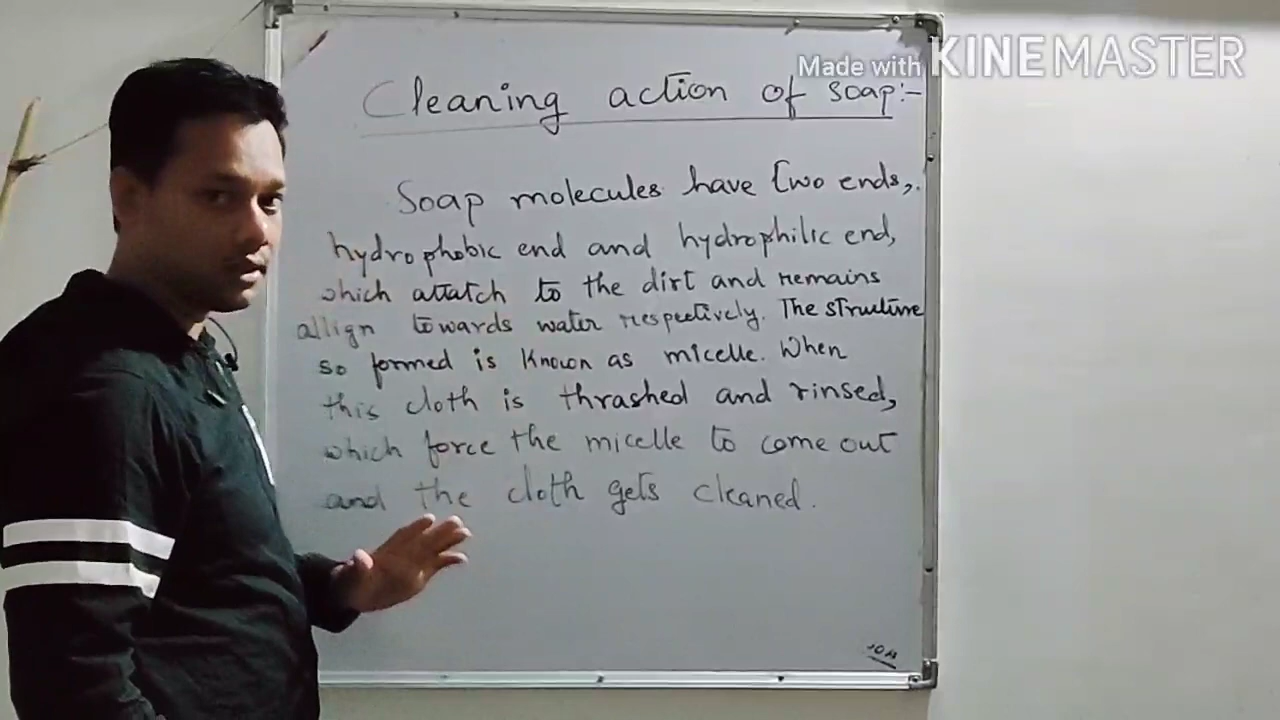 Made with KINEMASTER
Cleaning action of soap:-
Soap molecules have two ends,
hydrophobic end and hydrophilic end,
which attatch to the dirt and remains
allign towards water respectively. The structure
so formed is known as micelle. When
this cloth is thrashed and rinsed,
which force the micelle to come out
and the cloth gets cleaned.